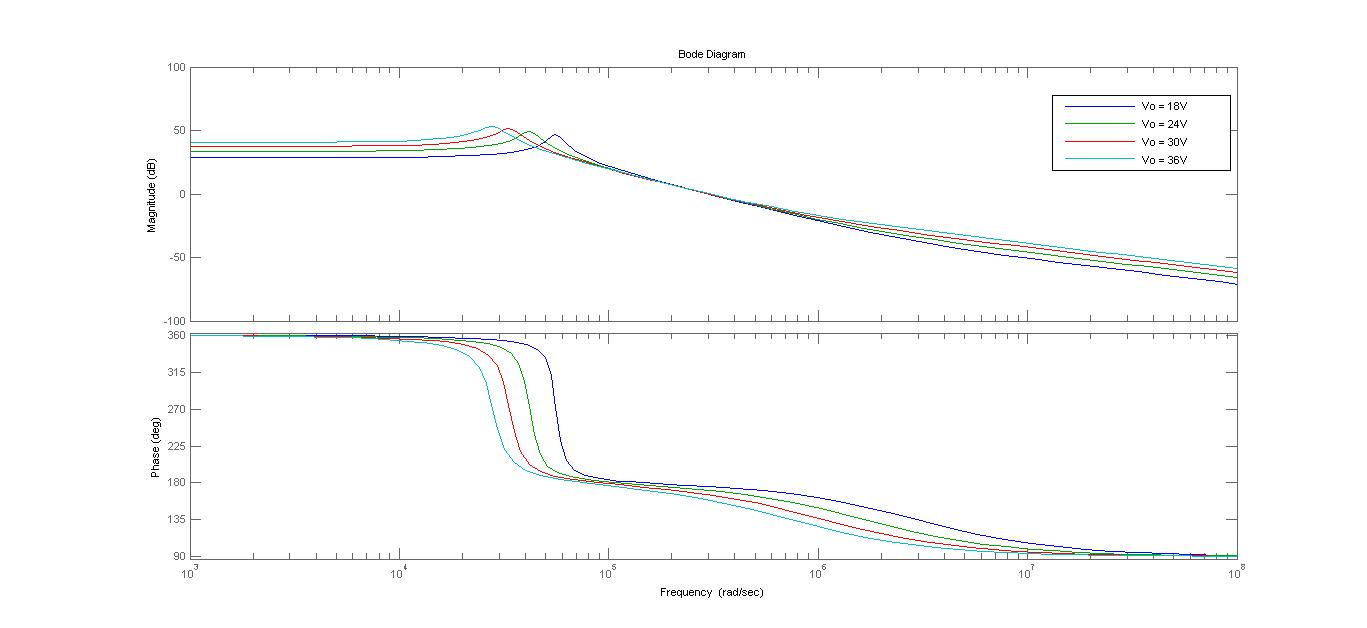 Bode Diagram
100
50
0
-50
-100
Magnitude (dB)
Vo = 18V
Vo = 24V
Vo = 30V
Vo = 36V
360
315
270
225
180
135
90
Phase (deg)
10^3 10^4 10^5 10^6 10^7 10^8
Frequency (rad/sec)